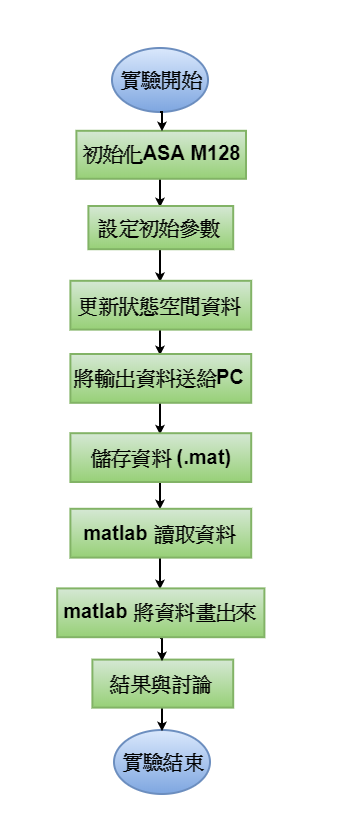 實驗開始
初始化ASA M128
設定初始參數
更新狀態空間資料
將輸出資料送給PC
儲存資料 (.mat)
matlab 讀取資料
matlab 將資料畫出來
結果與討論
實驗結束